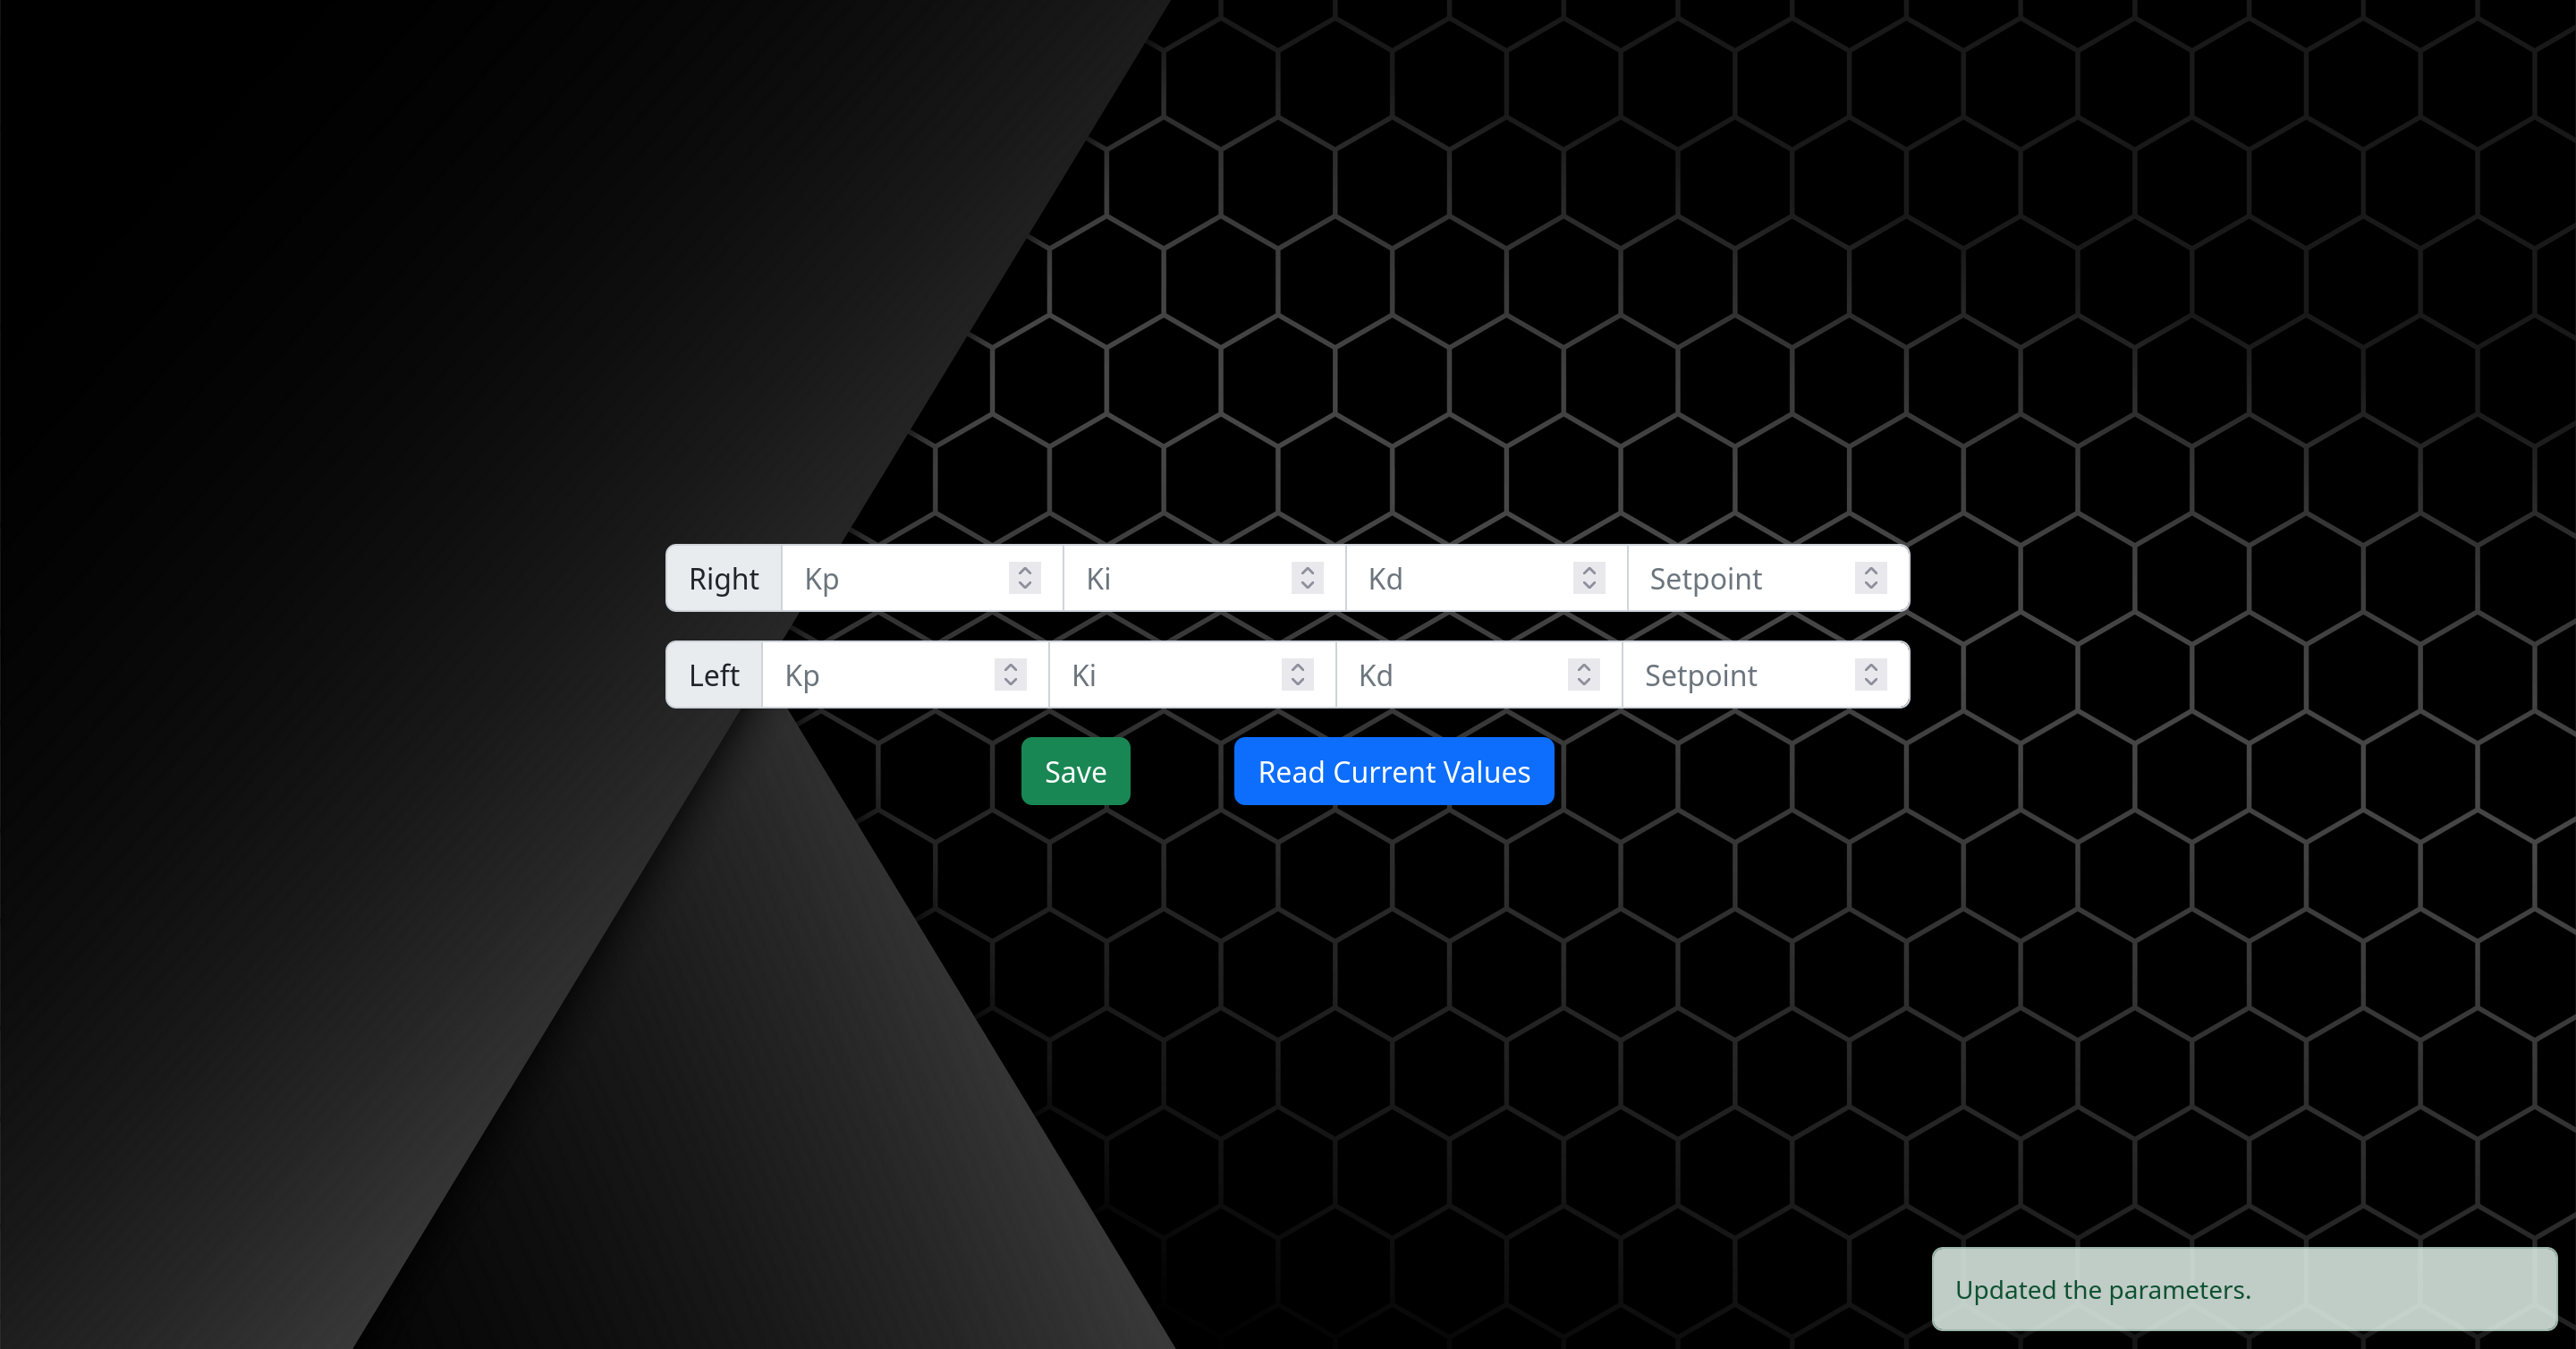 Right Kp Ki Kd Setpoint
Left Kp Ki Kd Setpoint
Save Read Current Values
Updated the parameters.